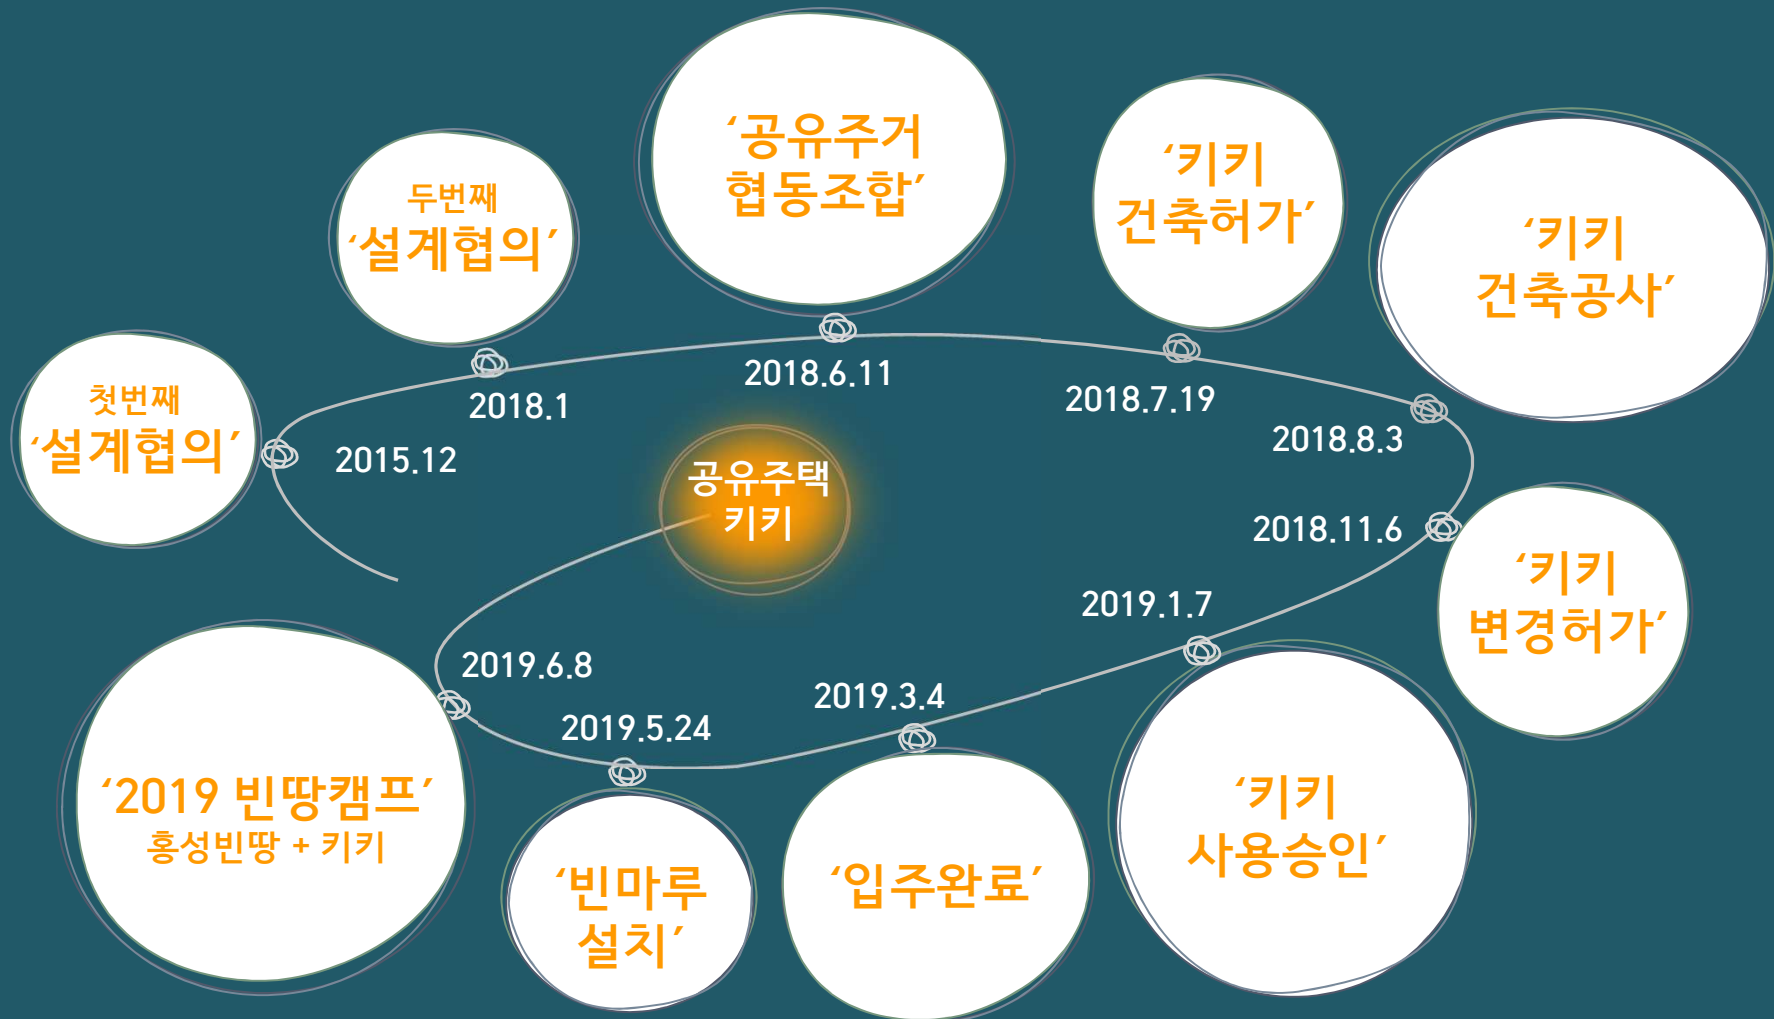 첫번째
‘설계협의’
2015.12
두번째
‘설계협의’
2018.1
‘공유주거
협동조합’
2018.6.11
‘키키
건축허가’
2018.7.19
‘키키
건축공사’
2018.8.3
2018.11.6
‘키키
변경허가’
2019.1.7
‘키키
사용승인’
2019.3.4
‘입주완료’
2019.5.24
‘빈마루
설치’
2019.6.8
‘2019 빈땅캠프’
홍성빈땅 + 키키
공유주택
키키